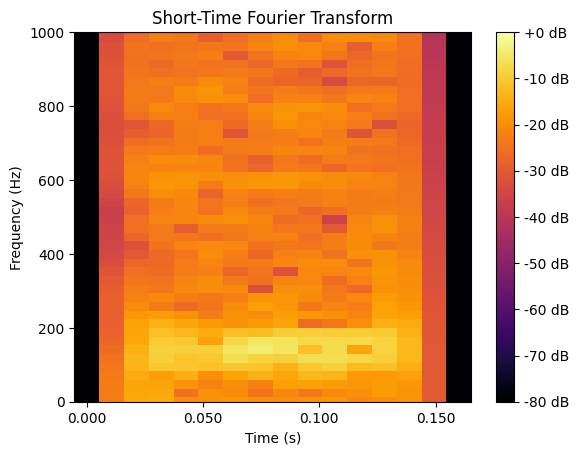 Short-Time Fourier Transform
1000
800
600
400
200
0
Frequency (Hz)
0.000
0.050
0.100
0.150
Time (s)
+0 dB
-10 dB
-20 dB
-30 dB
-40 dB
-50 dB
-60 dB
-70 dB
-80 dB